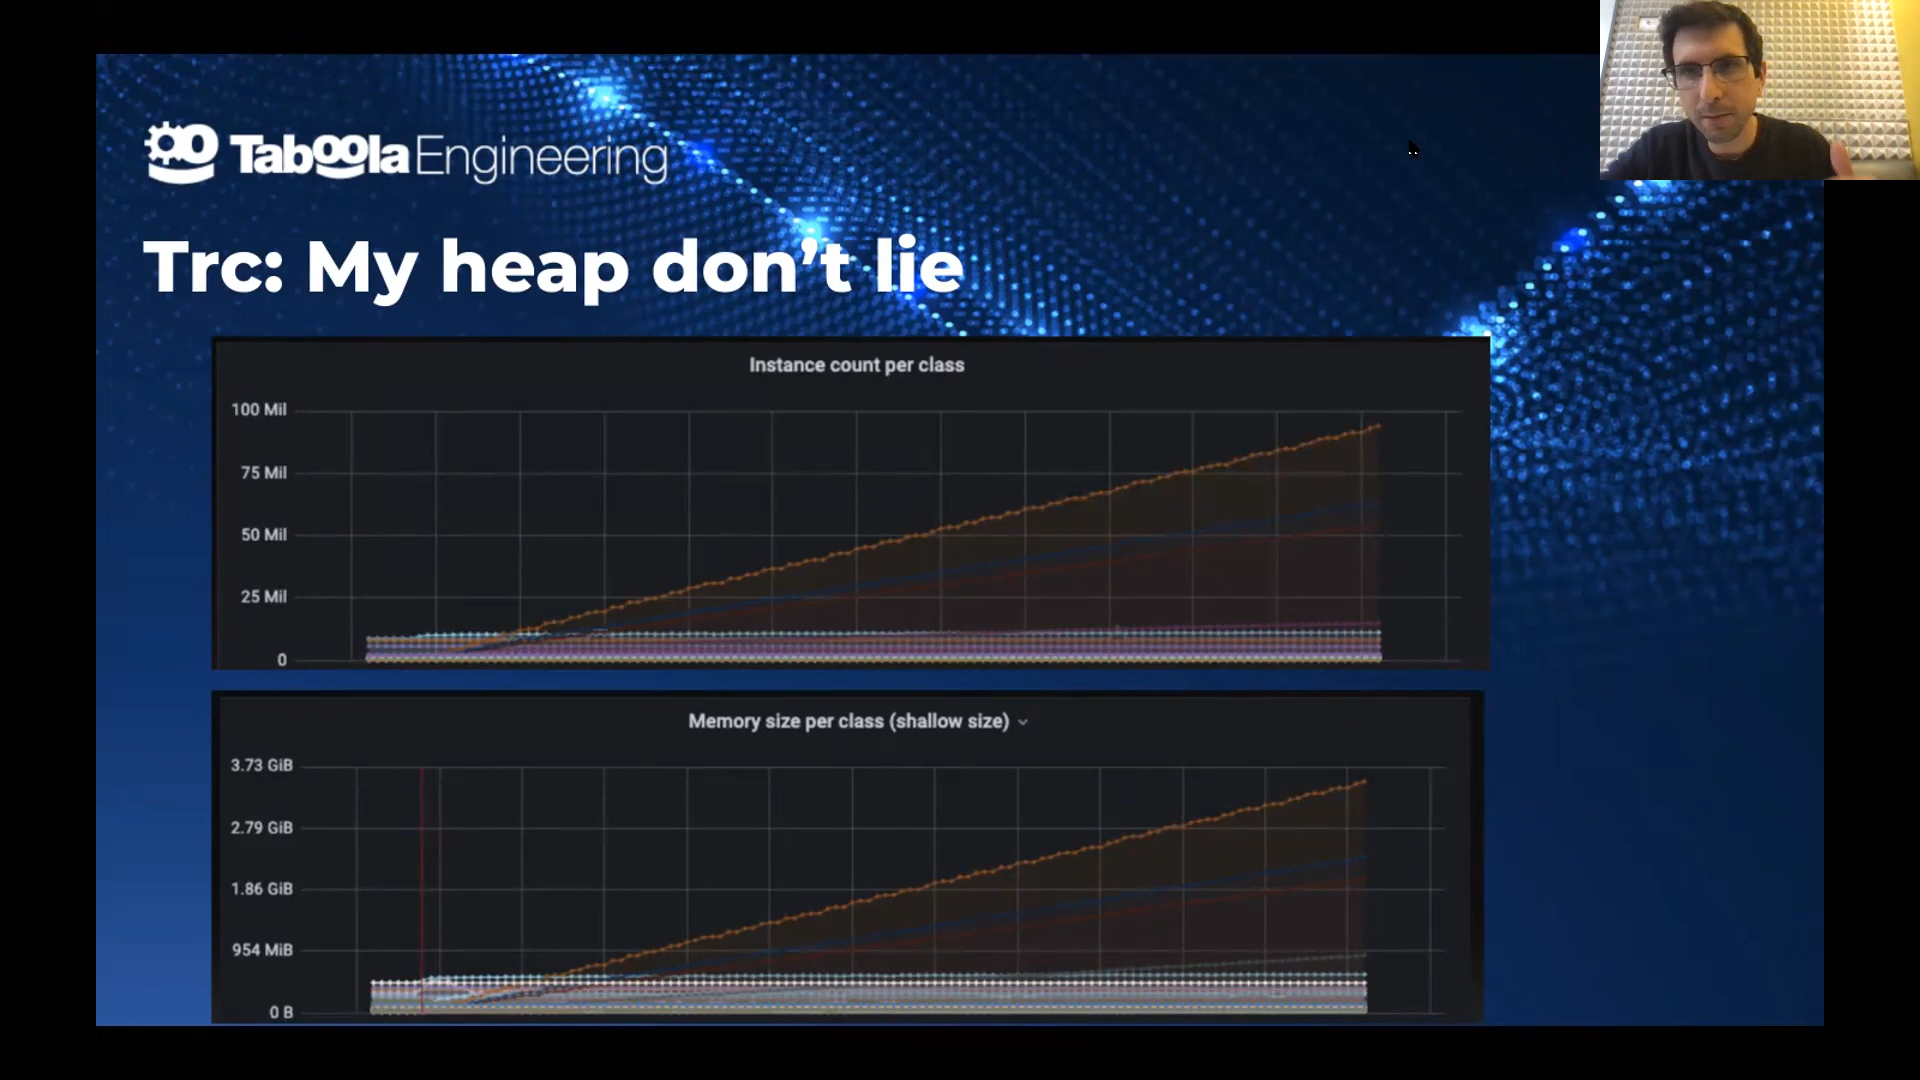 Taboola Engineering
Trc: My heap don’t lie
Instance count per class
100 Mil
75 Mil
50 Mil
25 Mil
0
Memory size per class (shallow size)
3.73 GiB
2.79 GiB
1.86 GiB
954 MiB
0 B